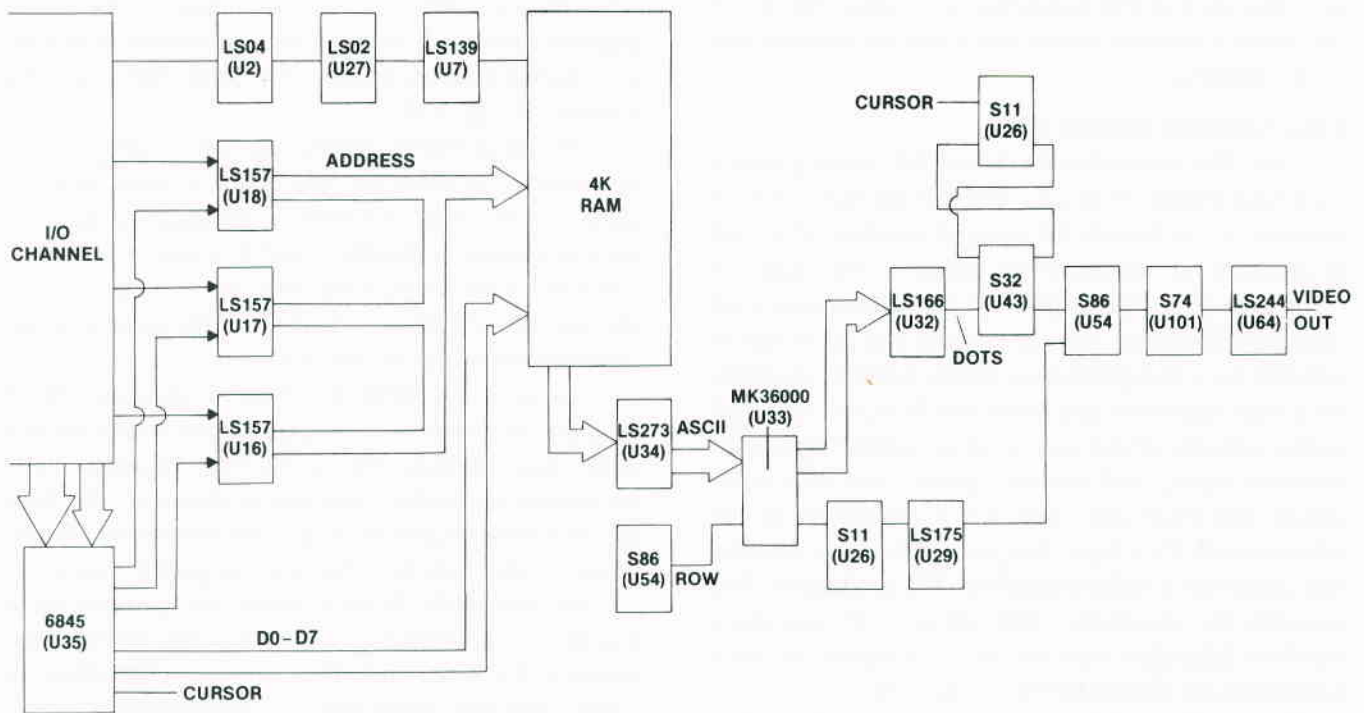 LS04
(U2)
LS02
(U27)
LS139
(U7)
I/O
CHANNEL
LS157
(U18)
ADDRESS
4K
RAM
LS157
(U17)
LS157
(U16)
6845
(U35)
D0–D7
CURSOR
CURSOR
S11
(U26)
LS166
(U32)
DOTS
S32
(U43)
S86
(U54
S74
(U101)
LS244
(U64)
VIDEO
OUT
LS273
(U34)
ASCII
MK36000
(U33)
S86
(U54)
ROW
S11
(U26)
LS175
(U29)